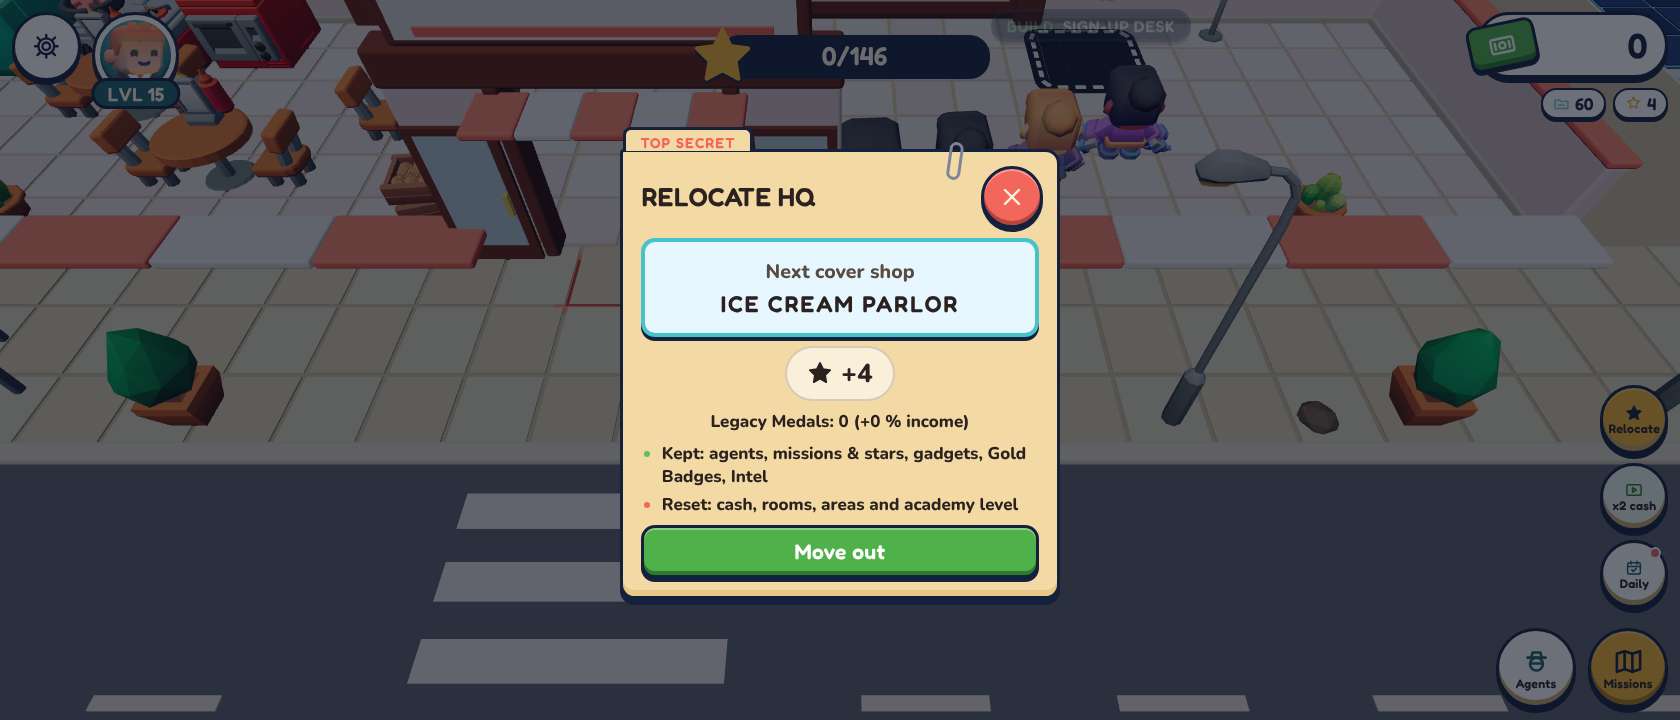 BUILD: SIGN-UP DESK
0/146
0
LVL 15
60
4
TOP SECRET
RELOCATE HQ
Next cover shop
ICE CREAM PARLOR
+4
Legacy Medals: 0 (+0 % income)
Kept: agents, missions & stars, gadgets, Gold
Badges, Intel
Reset: cash, rooms, areas and academy level
Move out
Relocate
x2 cash
Daily
Agents
Missions